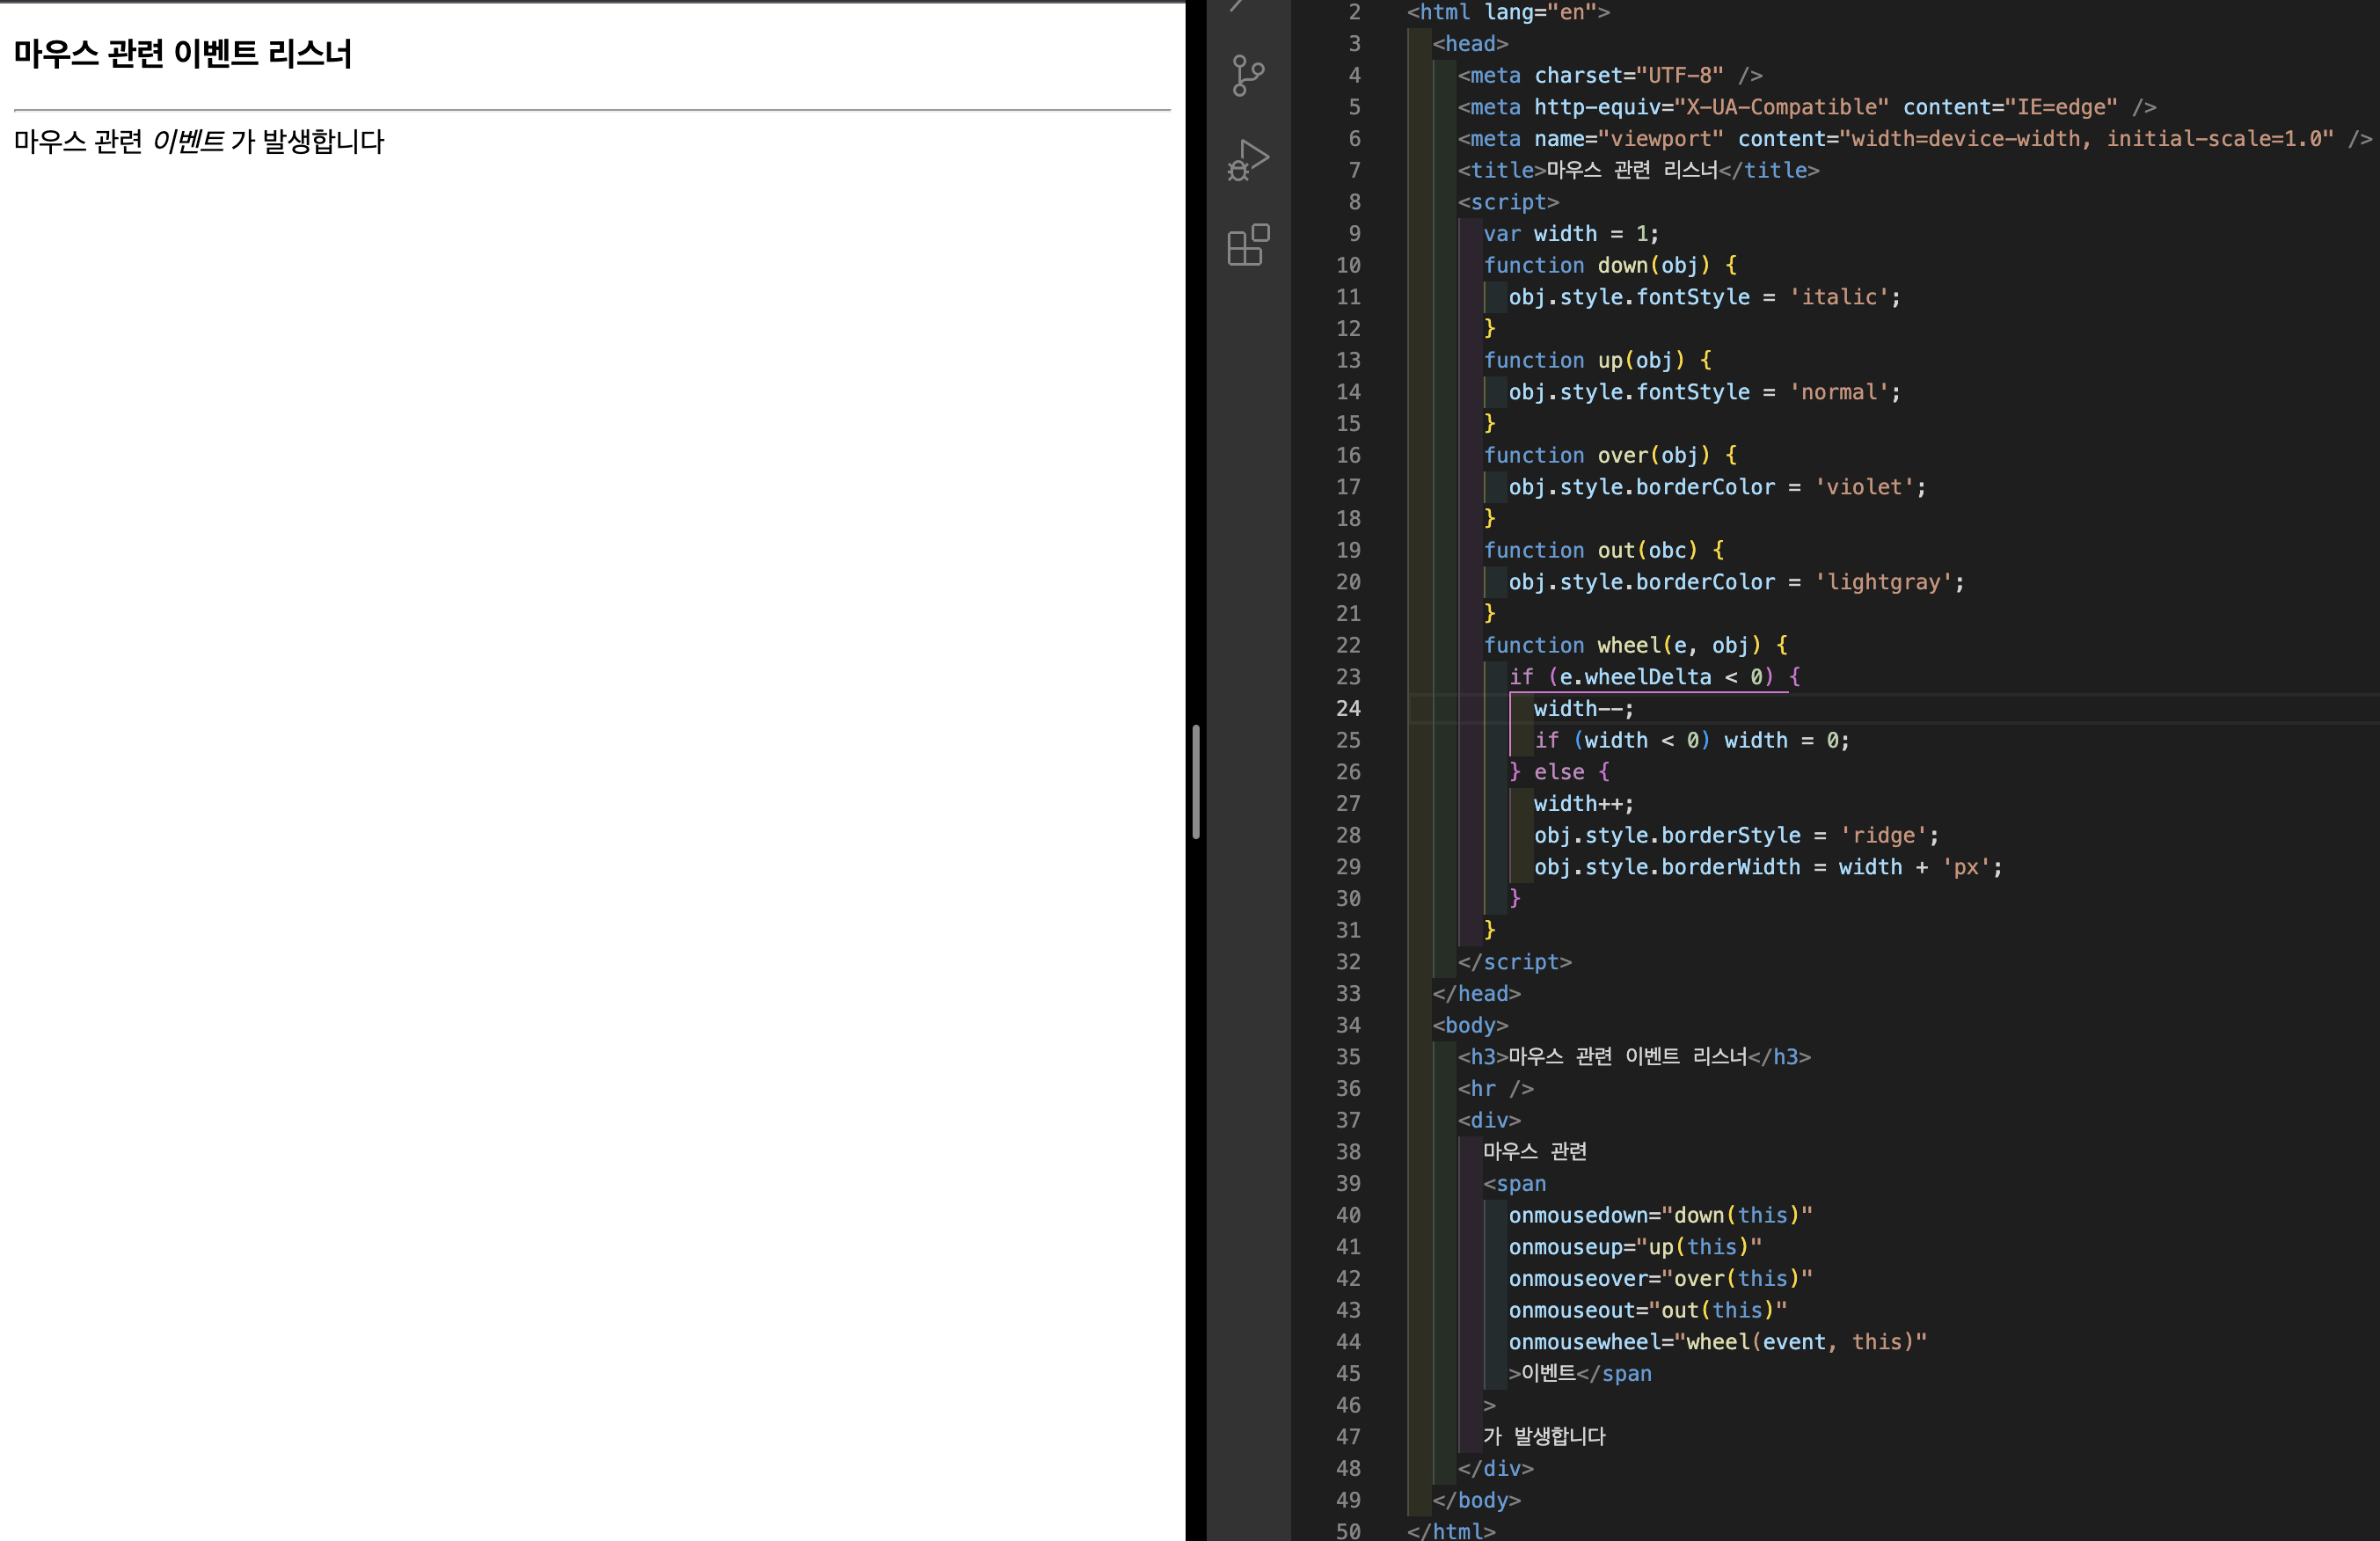 마우스 관련 이벤트 리스너
마우스 관련 이벤트 가 발생합니다
2 <html lang="en">
3 <head>
4 <meta charset="UTF-8" />
5 <meta http-equiv="X-UA-Compatible" content="IE=edge" />
6 <meta name="viewport" content="width=device-width, initial-scale=1.0" />
7 <title>마우스 관련 리스너</title>
8 <script>
9 var width = 1;
10 function down(obj) {
11 obj.style.fontStyle = 'italic';
12 }
13 function up(obj) {
14 obj.style.fontStyle = 'normal';
15 }
16 function over(obj) {
17 obj.style.borderColor = 'violet';
18 }
19 function out(obc) {
20 obj.style.borderColor = 'lightgray';
21 }
22 function wheel(e, obj) {
23 if (e.wheelDelta < 0) {
24 width--;
25 if (width < 0) width = 0;
26 } else {
27 width++;
28 obj.style.borderStyle = 'ridge';
29 obj.style.borderWidth = width + 'px';
30 }
31 }
32 </script>
33 </head>
34 <body>
35 <h3>마우스 관련 이벤트 리스너</h3>
36 <hr />
37 <div>
38 마우스 관련
39 <span
40 onmousedown="down(this)"
41 onmouseup="up(this)"
42 onmouseover="over(this)"
43 onmouseout="out(this)"
44 onmousewheel="wheel(event, this)"
45 >이벤트</span
46 >
47 가 발생합니다
48 </div>
49 </body>
50 </html>